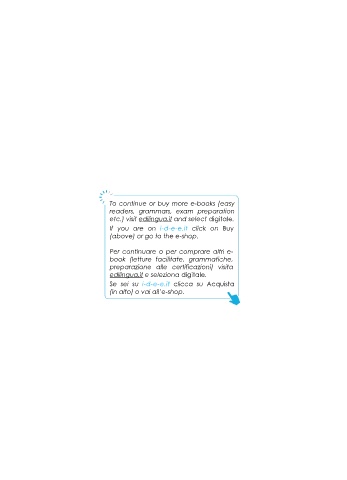 To continue or buy more e-books (easy
readers, grammars, exam preparation
etc.) visit edilingua.it and select digitale.
If you are on i-d-e-e.it click on Buy
(above) or go to the e-shop.
Per continuare o per comprare altri e-
book (letture facilitate, grammatiche,
preparazione alle certificazioni) visita
edilingua.it e seleziona digitale.
Se sei su i-d-e-e.it clicca su Acquista
(in alto) o vai all'e-shop.